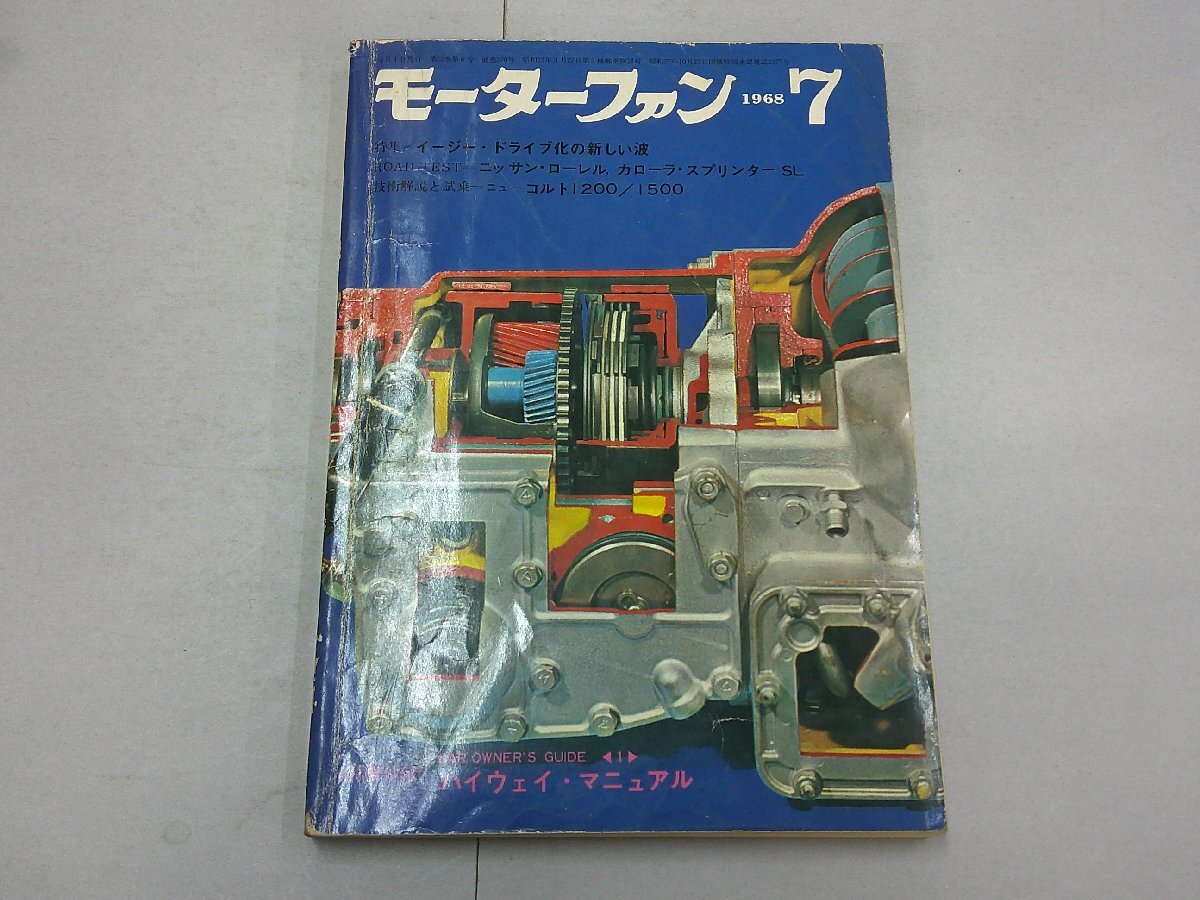 モーターファン 1968 7
特集=イージー・ドライブ化の新しい波
ROAD TEST=ニッサン・ローレル, カローラ・スプリンター SL
技術解説と試乗=ニューコルト1200/1500
CAR OWNER'S GUIDE ◀1▶
ハイウェイ・マニュアル